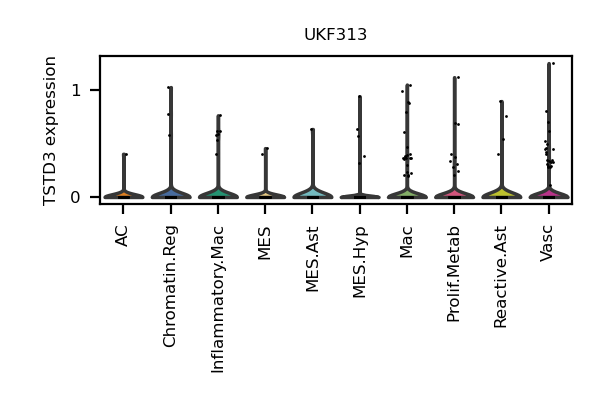 UKF313
TSTD3 expression
1
0
AC
Chromatin.Reg
Inflammatory.Mac
MES
MES.Ast
MES.Hyp
Mac
Prolif.Metab
Reactive.Ast
Vasc